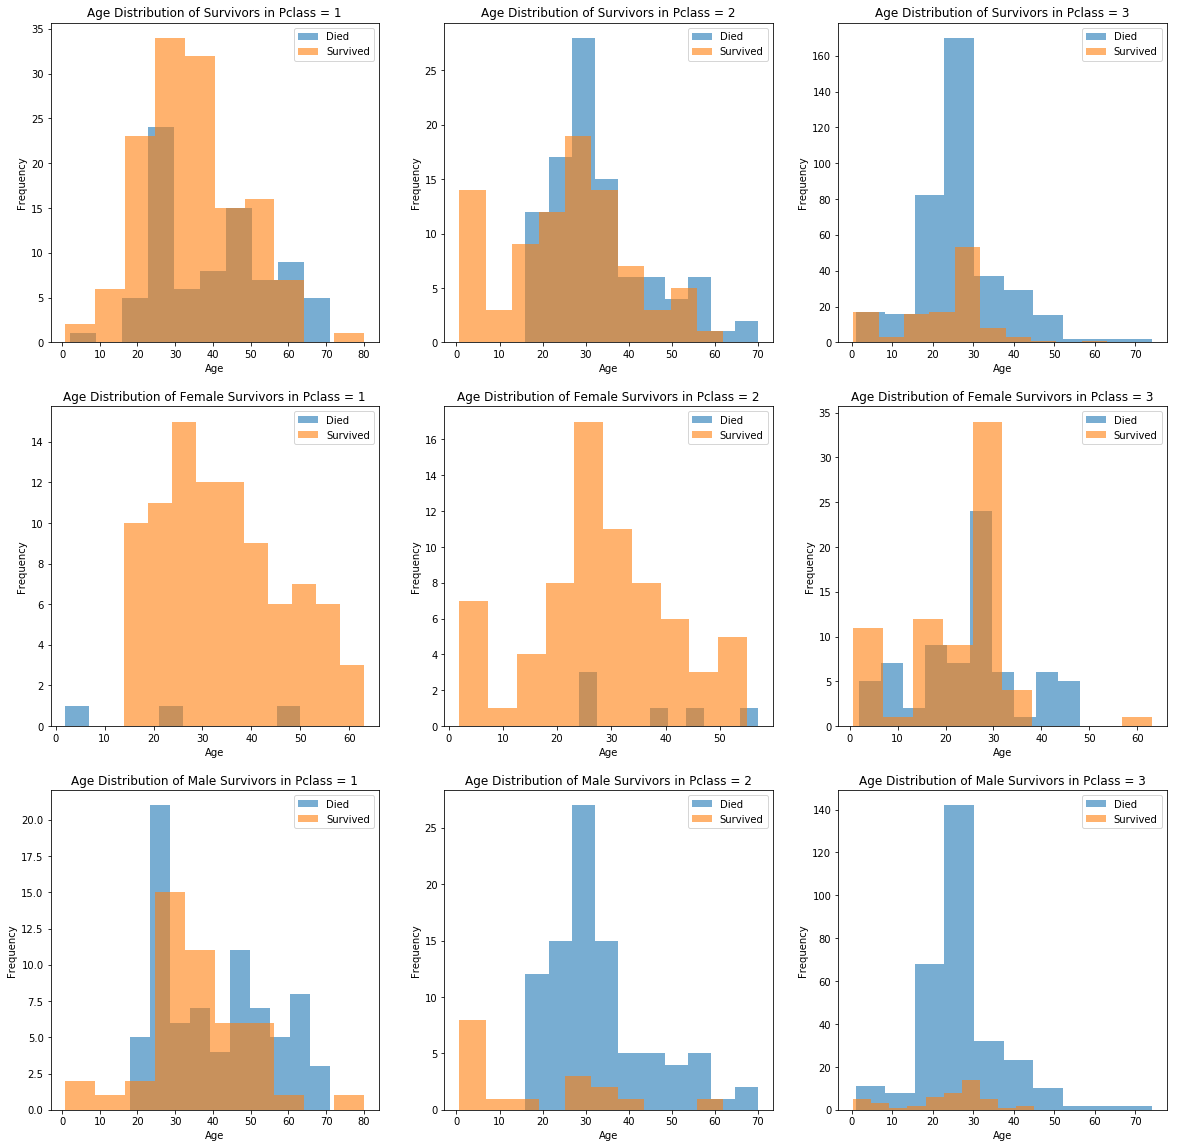 Age Distribution of Survivors in Pclass = 1
Died
Survived
35
30
25
20
15
10
5
0
Frequency
0 10 20 30 40 50 60 70 80
Age
Age Distribution of Survivors in Pclass = 2
Died
Survived
25
20
15
10
5
0
Frequency
0 10 20 30 40 50 60 70
Age
Age Distribution of Survivors in Pclass = 3
Died
Survived
160
140
120
100
80
60
40
20
0
Frequency
0 10 20 30 40 50 60 70
Age
Age Distribution of Female Survivors in Pclass = 1
Died
Survived
14
12
10
8
6
4
2
0
Frequency
0 10 20 30 40 50 60
Age
Age Distribution of Female Survivors in Pclass = 2
Died
Survived
16
14
12
10
8
6
4
2
0
Frequency
0 10 20 30 40 50
Age
Age Distribution of Female Survivors in Pclass = 3
Died
Survived
35
30
25
20
15
10
5
0
Frequency
0 10 20 30 40 50 60
Age
Age Distribution of Male Survivors in Pclass = 1
Died
Survived
20.0
17.5
15.0
12.5
10.0
7.5
5.0
2.5
0.0
Frequency
0 10 20 30 40 50 60 70 80
Age
Age Distribution of Male Survivors in Pclass = 2
Died
Survived
25
20
15
10
5
0
Frequency
0 10 20 30 40 50 60 70
Age
Age Distribution of Male Survivors in Pclass = 3
Died
Survived
140
120
100
80
60
40
20
0
Frequency
0 10 20 30 40 50 60 70
Age